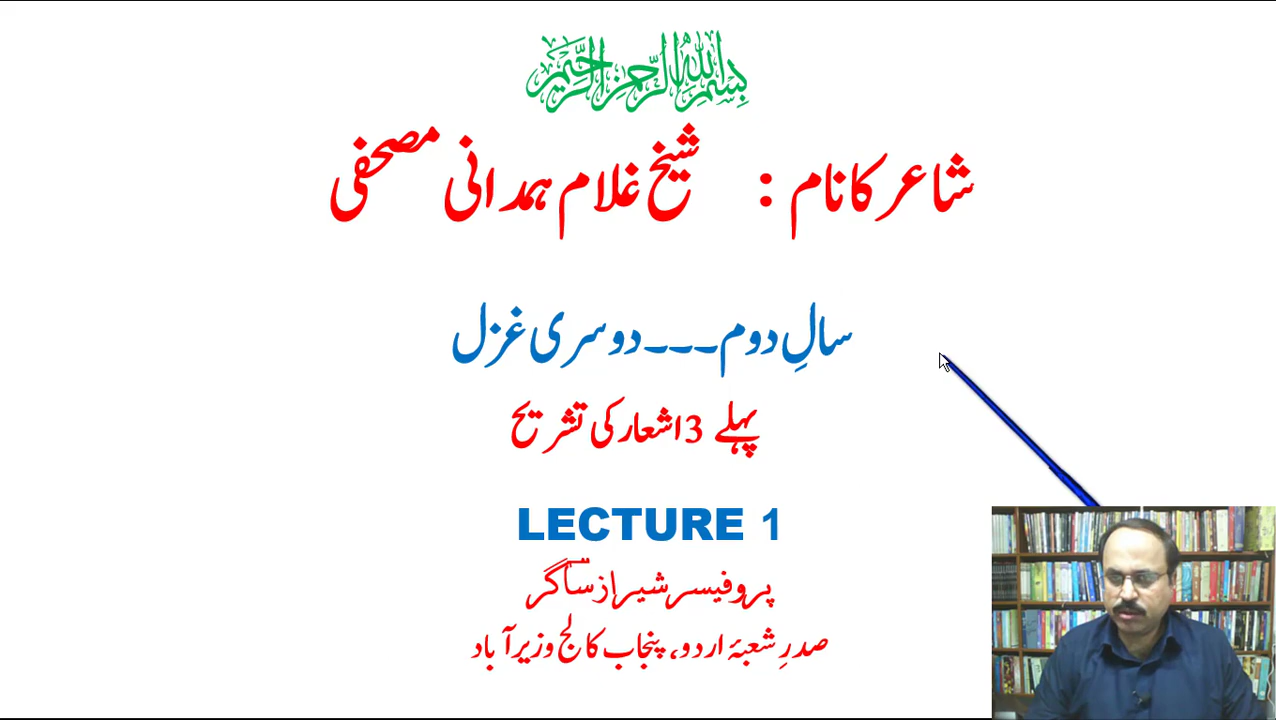 بسم اللہ الرحمٰن الرحیم
شاعر کا نام : شیخ غلام ہمدانی مصحفی
سالِ دوم۔۔۔دوسری غزل
پہلے 3 اشعار کی تشریح
LECTURE 1
پروفیسر شیراز ساگر
صدرِ شعبۂ اردو، پنجاب کالج وزیر آباد